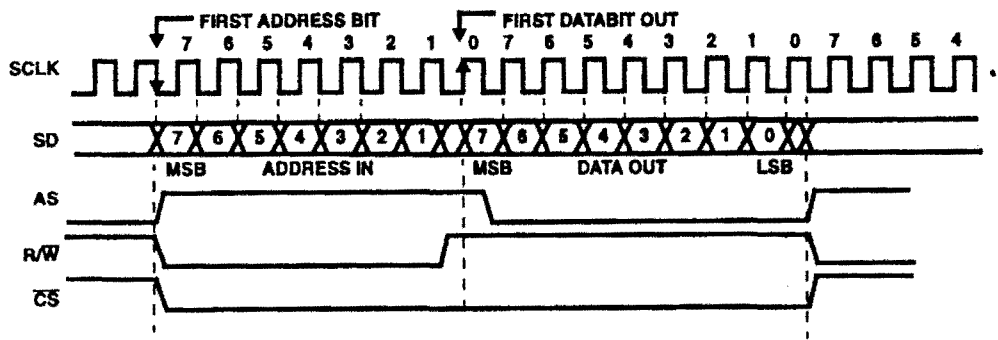 FIRST ADDRESS BIT FIRST DATABIT OUT
7 6 5 4 3 2 1 0 7 6 5 4 3 2 1 0 7 6 5 4
SCLK
SD 7 6 5 4 3 2 1 7 6 5 4 3 2 1 0
MSB ADDRESS IN MSB DATA OUT LSB
AS
R/W̅
C̅S̅